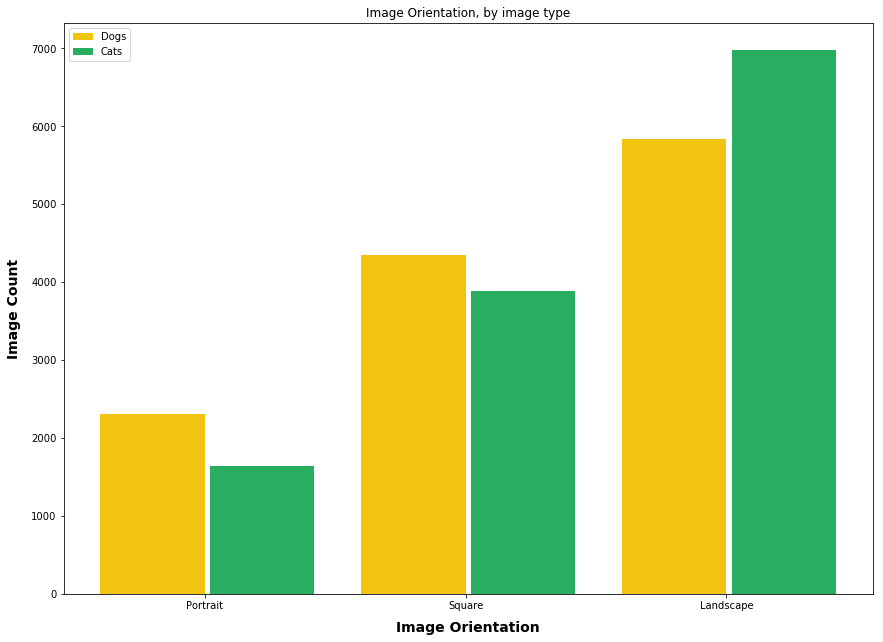 Image Orientation, by image type
Dogs
Cats
Image Count
7000
6000
5000
4000
3000
2000
1000
0
Portrait
Square
Landscape
Image Orientation